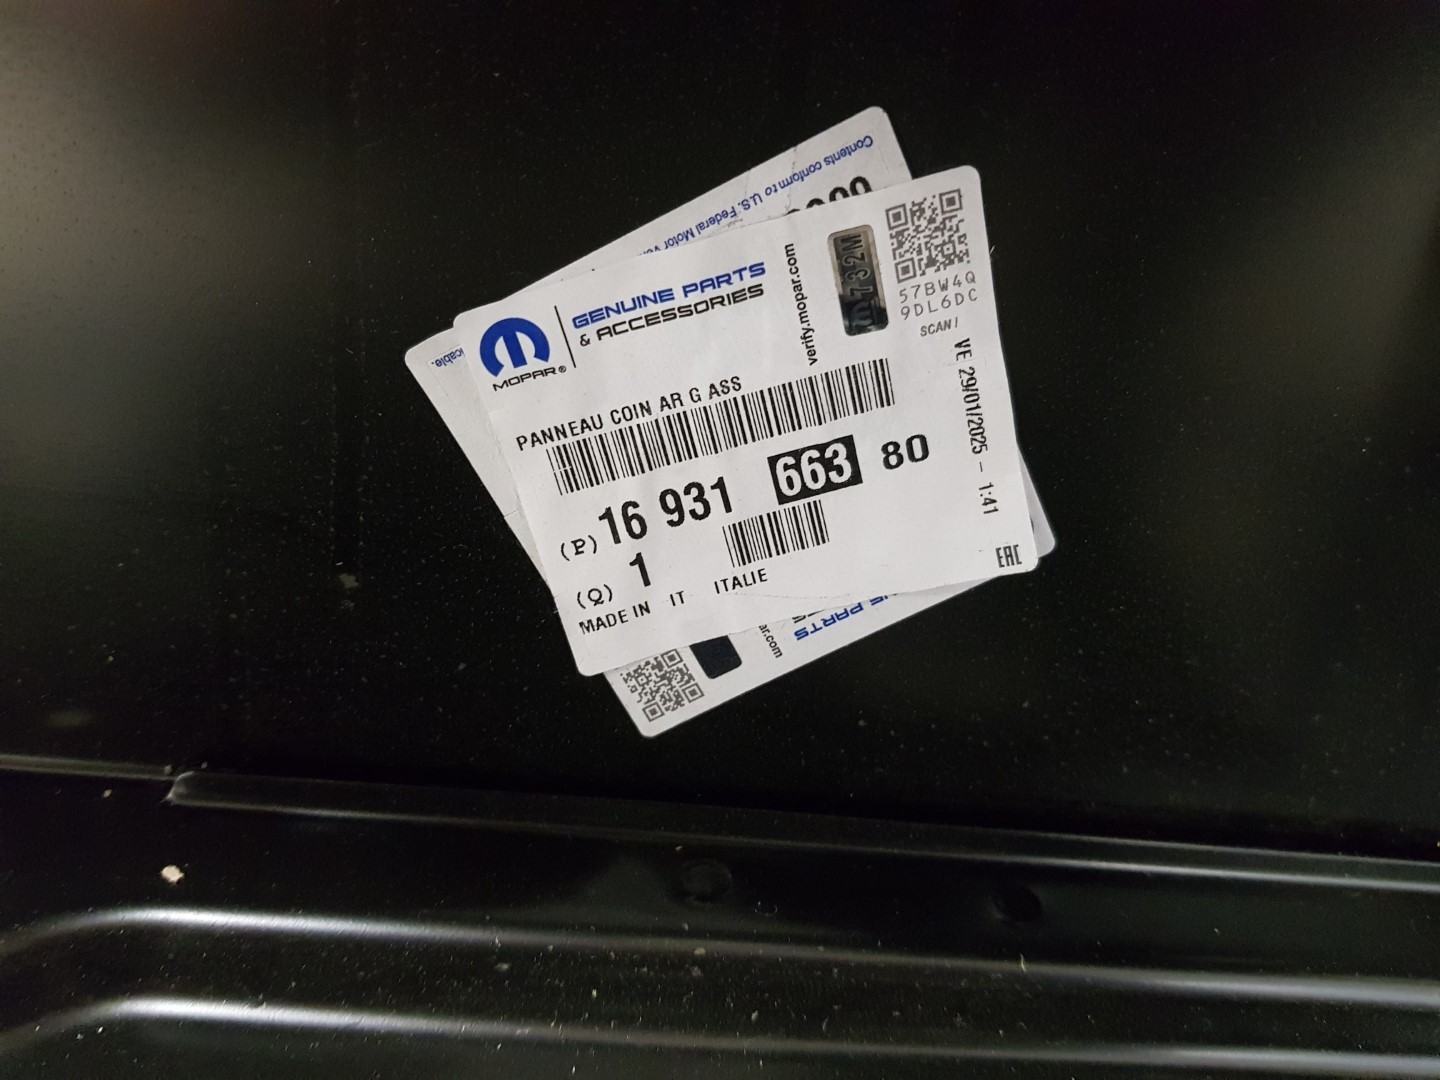 Contents conform to U.S. Federal Motor
MOPAR®
GENUINE PARTS
& ACCESSORIES
verify.mopar.com
732M
57BW4Q
9DL6DC
SCAN
VE 29/01/2025 - 1:41
PANNEAU COIN AR G ASS
(P) 16 931 663 80
(Q) 1
MADE IN IT ITALIE
EAC
PARTS